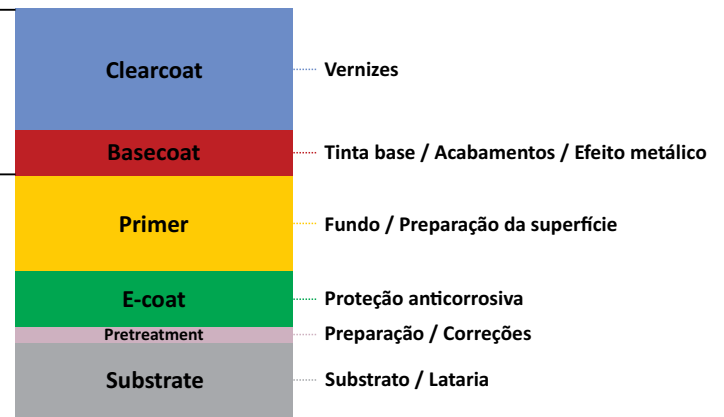 Clearcoat Vernizes
Basecoat Tinta base / Acabamentos / Efeito metálico
Primer Fundo / Preparação da superfície
E-coat Proteção anticorrosiva
Pretreatment Preparação / Correções
Substrate Substrato / Lataria